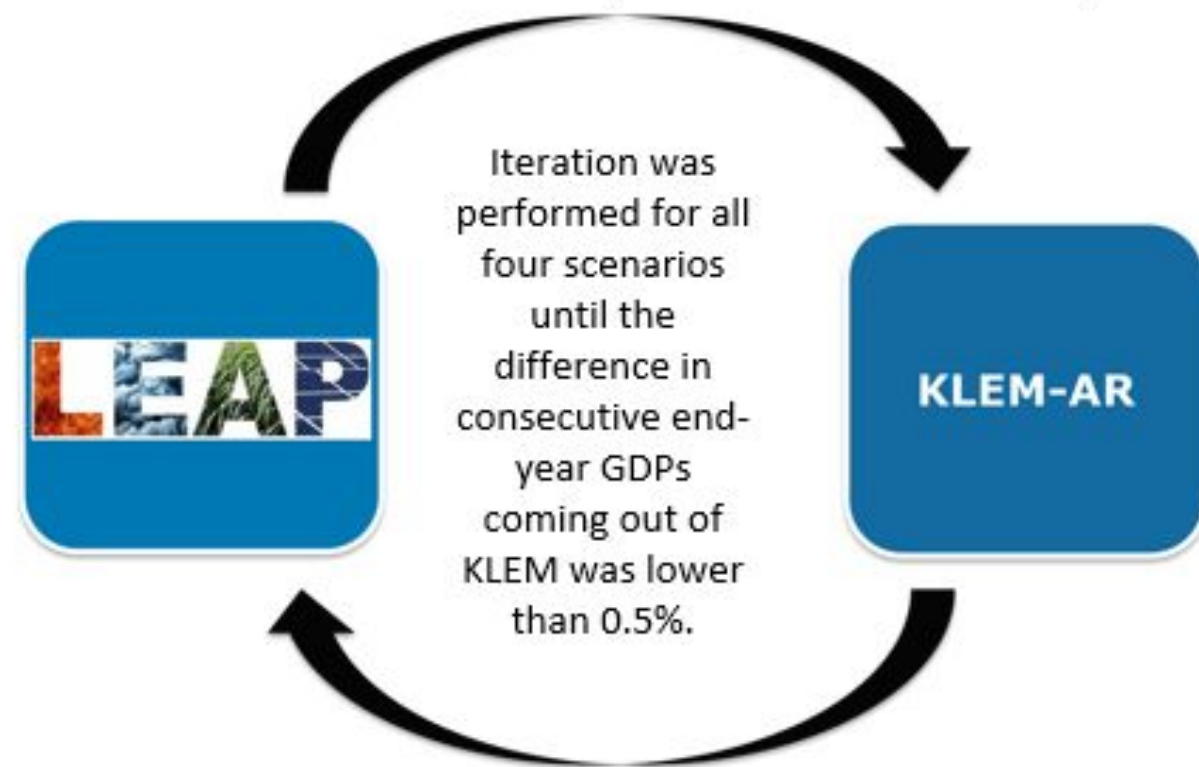 Iteration was
performed for all
four scenarios
until the
difference in
consecutive end-
year GDPs
coming out of
KLEM was lower
than 0.5%.
LEAP
KLEM-AR